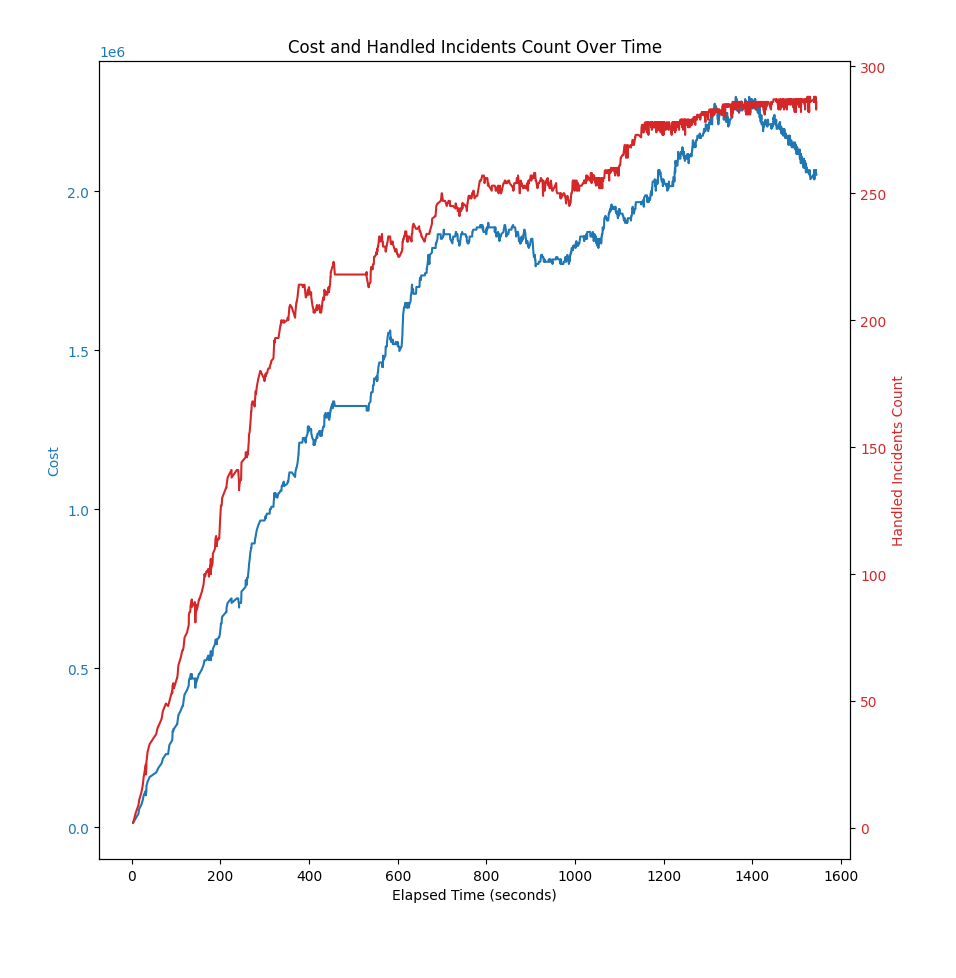 Cost and Handled Incidents Count Over Time
1e6
2.0
1.5
1.0
0.5
0.0
Cost
300
250
200
150
100
50
0
Handled Incidents Count
0 200 400 600 800 1000 1200 1400 1600
Elapsed Time (seconds)